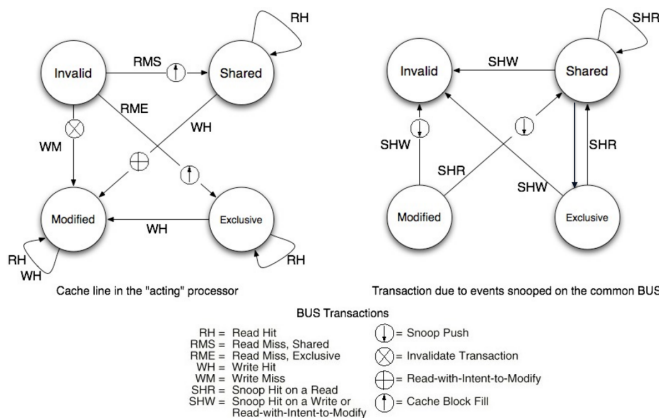 RH
Invalid
RMS
Shared
RME
WH
WM
Modified
WH
Exclusive
RH
WH
RH
Cache line in the "acting" processor
SHR
Invalid
SHW
Shared
SHW
SHR
SHR
SHW
Modified
Exclusive
Transaction due to events snooped on the common BUS
BUS Transactions
RH = Read Hit
RMS = Read Miss, Shared
RME = Read Miss, Exclusive
WH = Write Hit
WM = Write Miss
SHR = Snoop Hit on a Read
SHW = Snoop Hit on a Write or
Read-with-Intent-to-Modify
= Snoop Push
= Invalidate Transaction
= Read-with-Intent-to-Modify
= Cache Block Fill